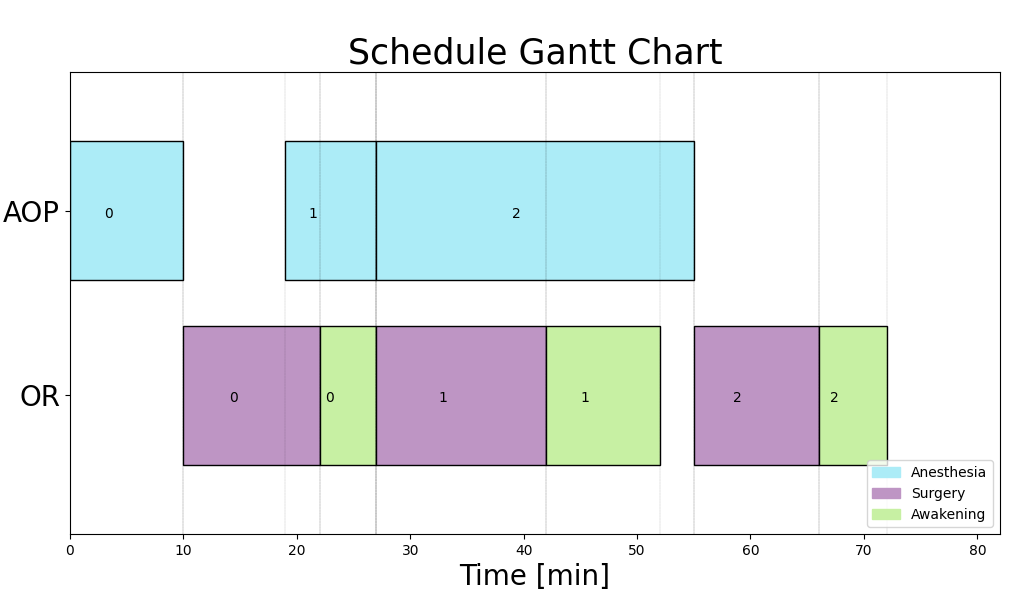 Schedule Gantt Chart
AOP
0
1
2
OR
0
0
1
1
2
2
Anesthesia
Surgery
Awakening
0 10 20 30 40 50 60 70 80
Time [min]